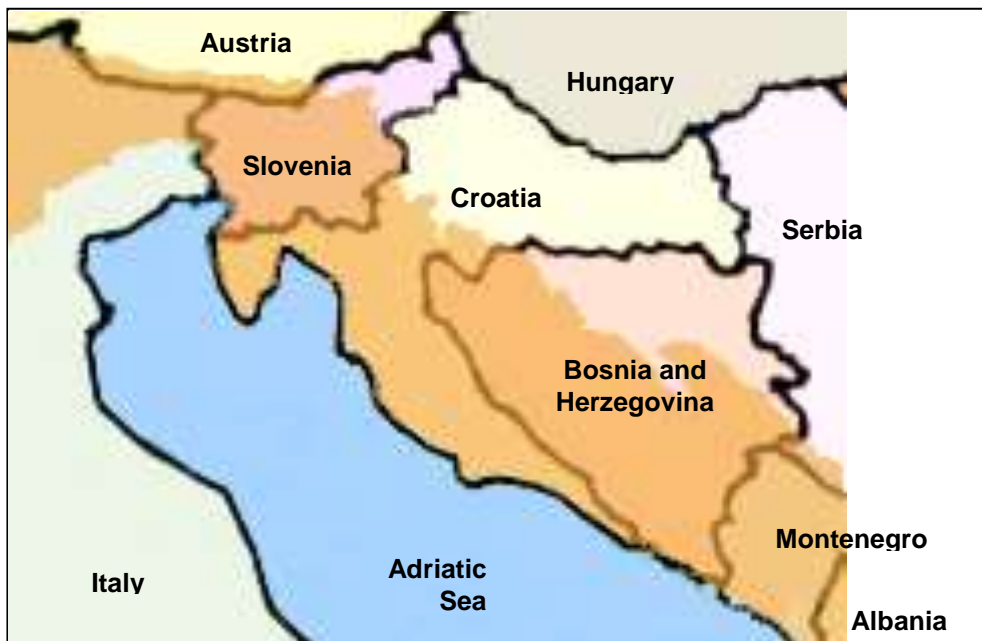 Austria
Hungary
Slovenia
Croatia
Serbia
Bosnia and
Herzegovina
Montenegro
Adriatic
Sea
Italy
Albania